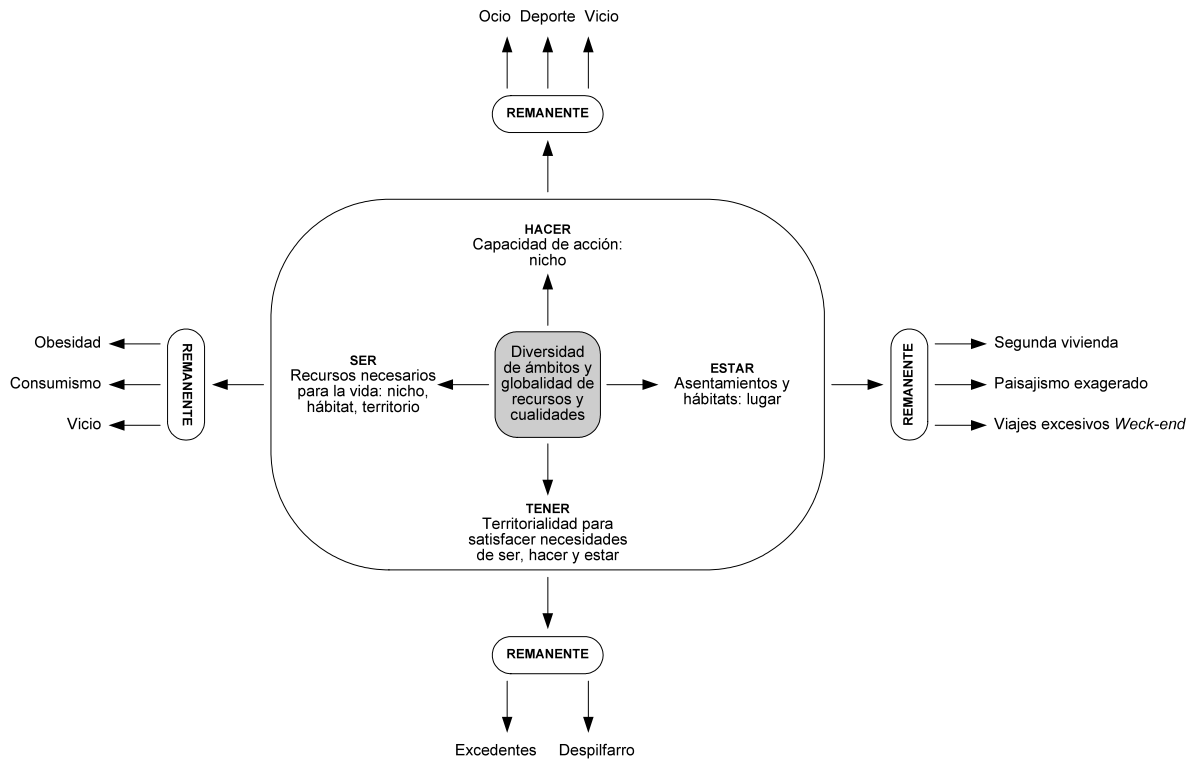 Ocio Deporte Vicio
REMANENTE
HACER
Capacidad de acción:
nicho
Obesidad
Consumismo
Vicio
REMANENTE
SER
Recursos necesarios
para la vida: nicho,
hábitat, territorio
Diversidad
de ámbitos y
globalidad de
recursos y
cualidades
ESTAR
Asentamientos y
hábitats: lugar
REMANENTE
Segunda vivienda
Paisajismo exagerado
Viajes excesivos Weck-end
TENER
Territorialidad para
satisfacer necesidades
de ser, hacer y estar
REMANENTE
Excedentes Despilfarro